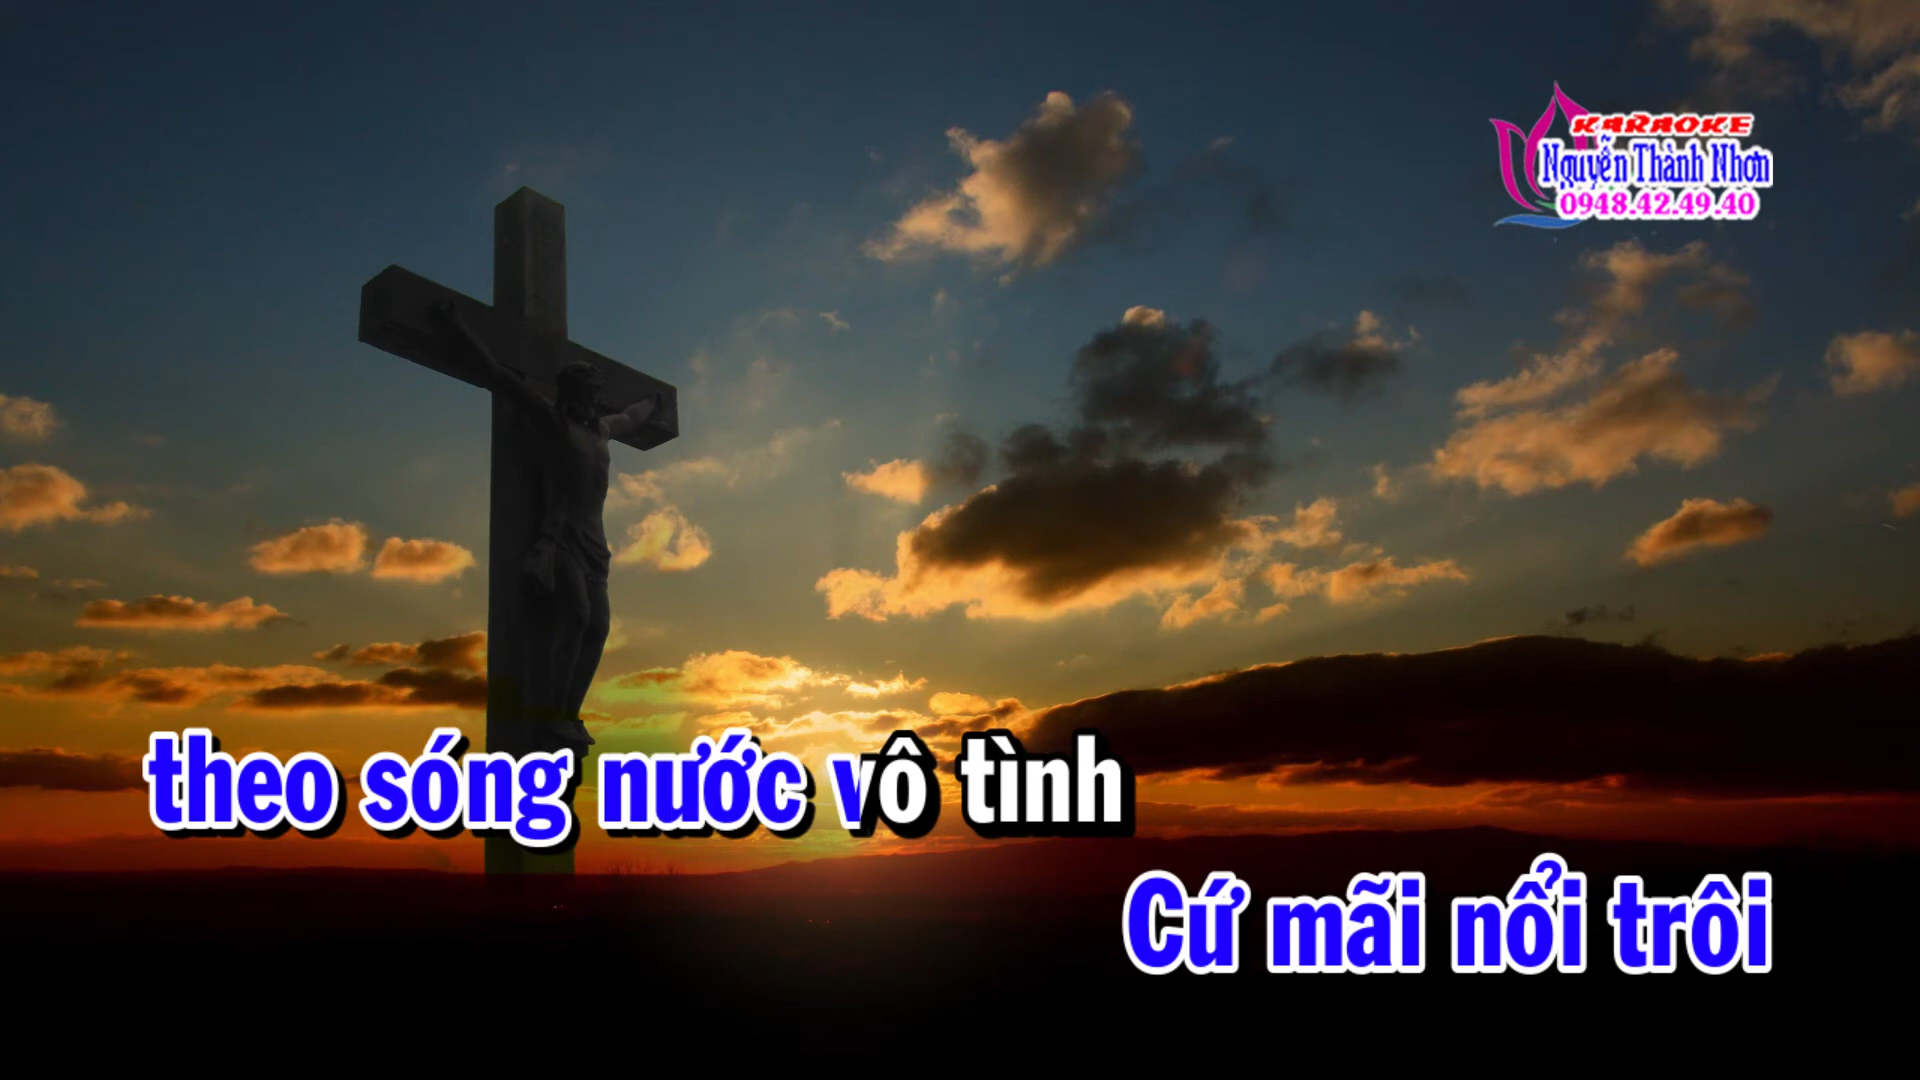 KARAOKE
Nguyễn Thành Nhơn
0948.42.49.40
theo sóng nước vô tình
Cứ mãi nổi trôi